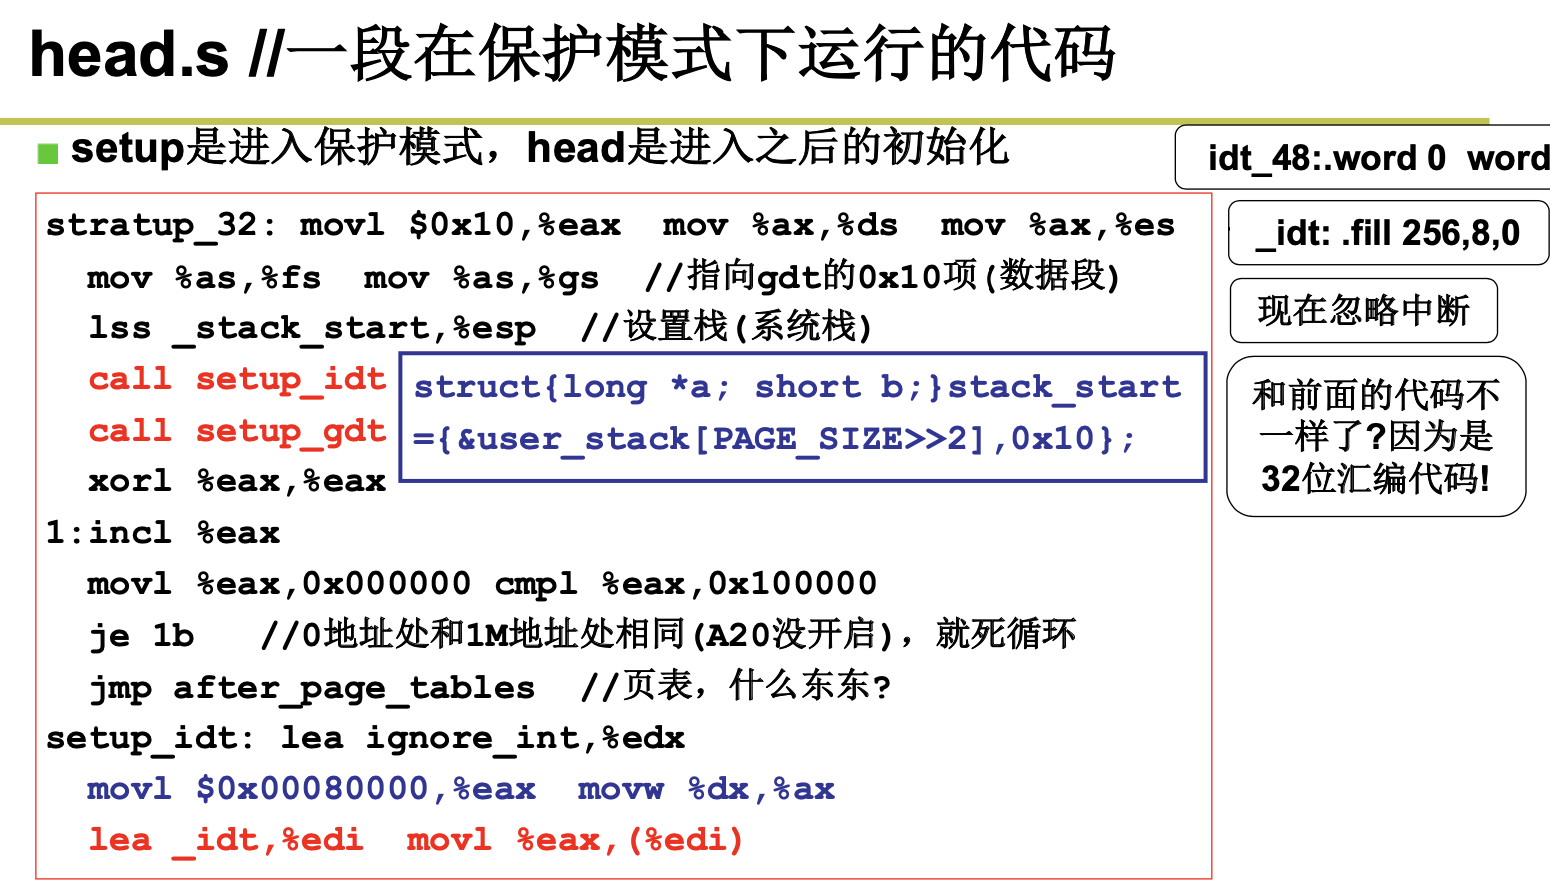 head.s //一段在保护模式下运行的代码
setup是进入保护模式，head是进入之后的初始化
idt_48:.word 0  word
stratup_32: movl $0x10,%eax  mov %ax,%ds  mov %ax,%es
_idt: .fill 256,8,0
mov %as,%fs  mov %as,%gs  //指向gdt的0x10项(数据段)
现在忽略中断
lss _stack_start,%esp  //设置栈(系统栈)
call setup_idt
struct{long *a; short b;}stack_start
和前面的代码不
call setup_gdt
={&user_stack[PAGE_SIZE>>2],0x10};
一样了?因为是
xorl %eax,%eax
32位汇编代码!
1:incl %eax
movl %eax,0x000000 cmpl %eax,0x100000
je 1b   //0地址处和1M地址处相同(A20没开启)，就死循环
jmp after_page_tables  //页表，什么东东?
setup_idt: lea ignore_int,%edx
movl $0x00080000,%eax  movw %dx,%ax
lea _idt,%edi  movl %eax,(%edi)